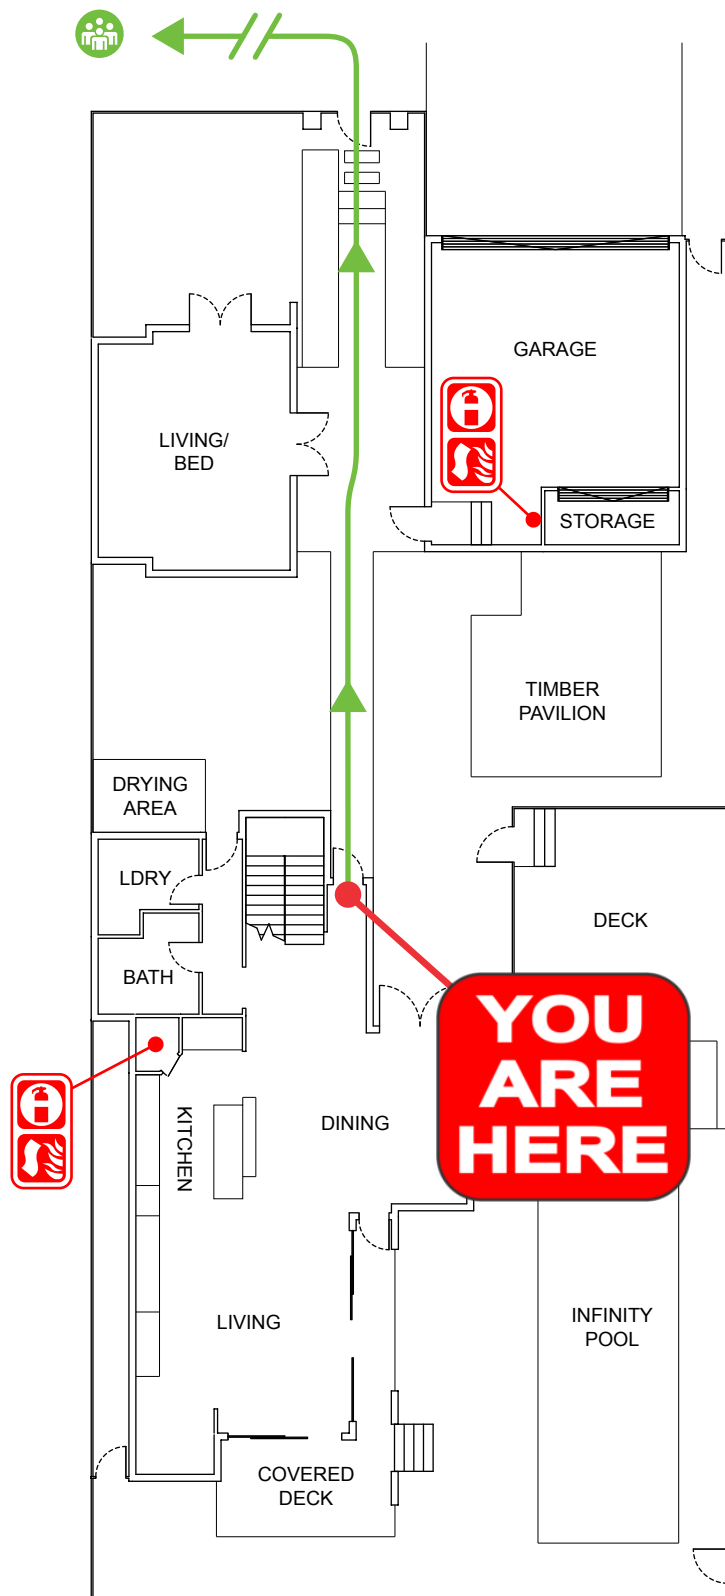 GARAGE
LIVING/
BED
STORAGE
TIMBER
PAVILION
DRYING
AREA
LDRY
DECK
BATH
YOU
ARE
HERE
KITCHEN
DINING
LIVING
INFINITY
POOL
COVERED
DECK